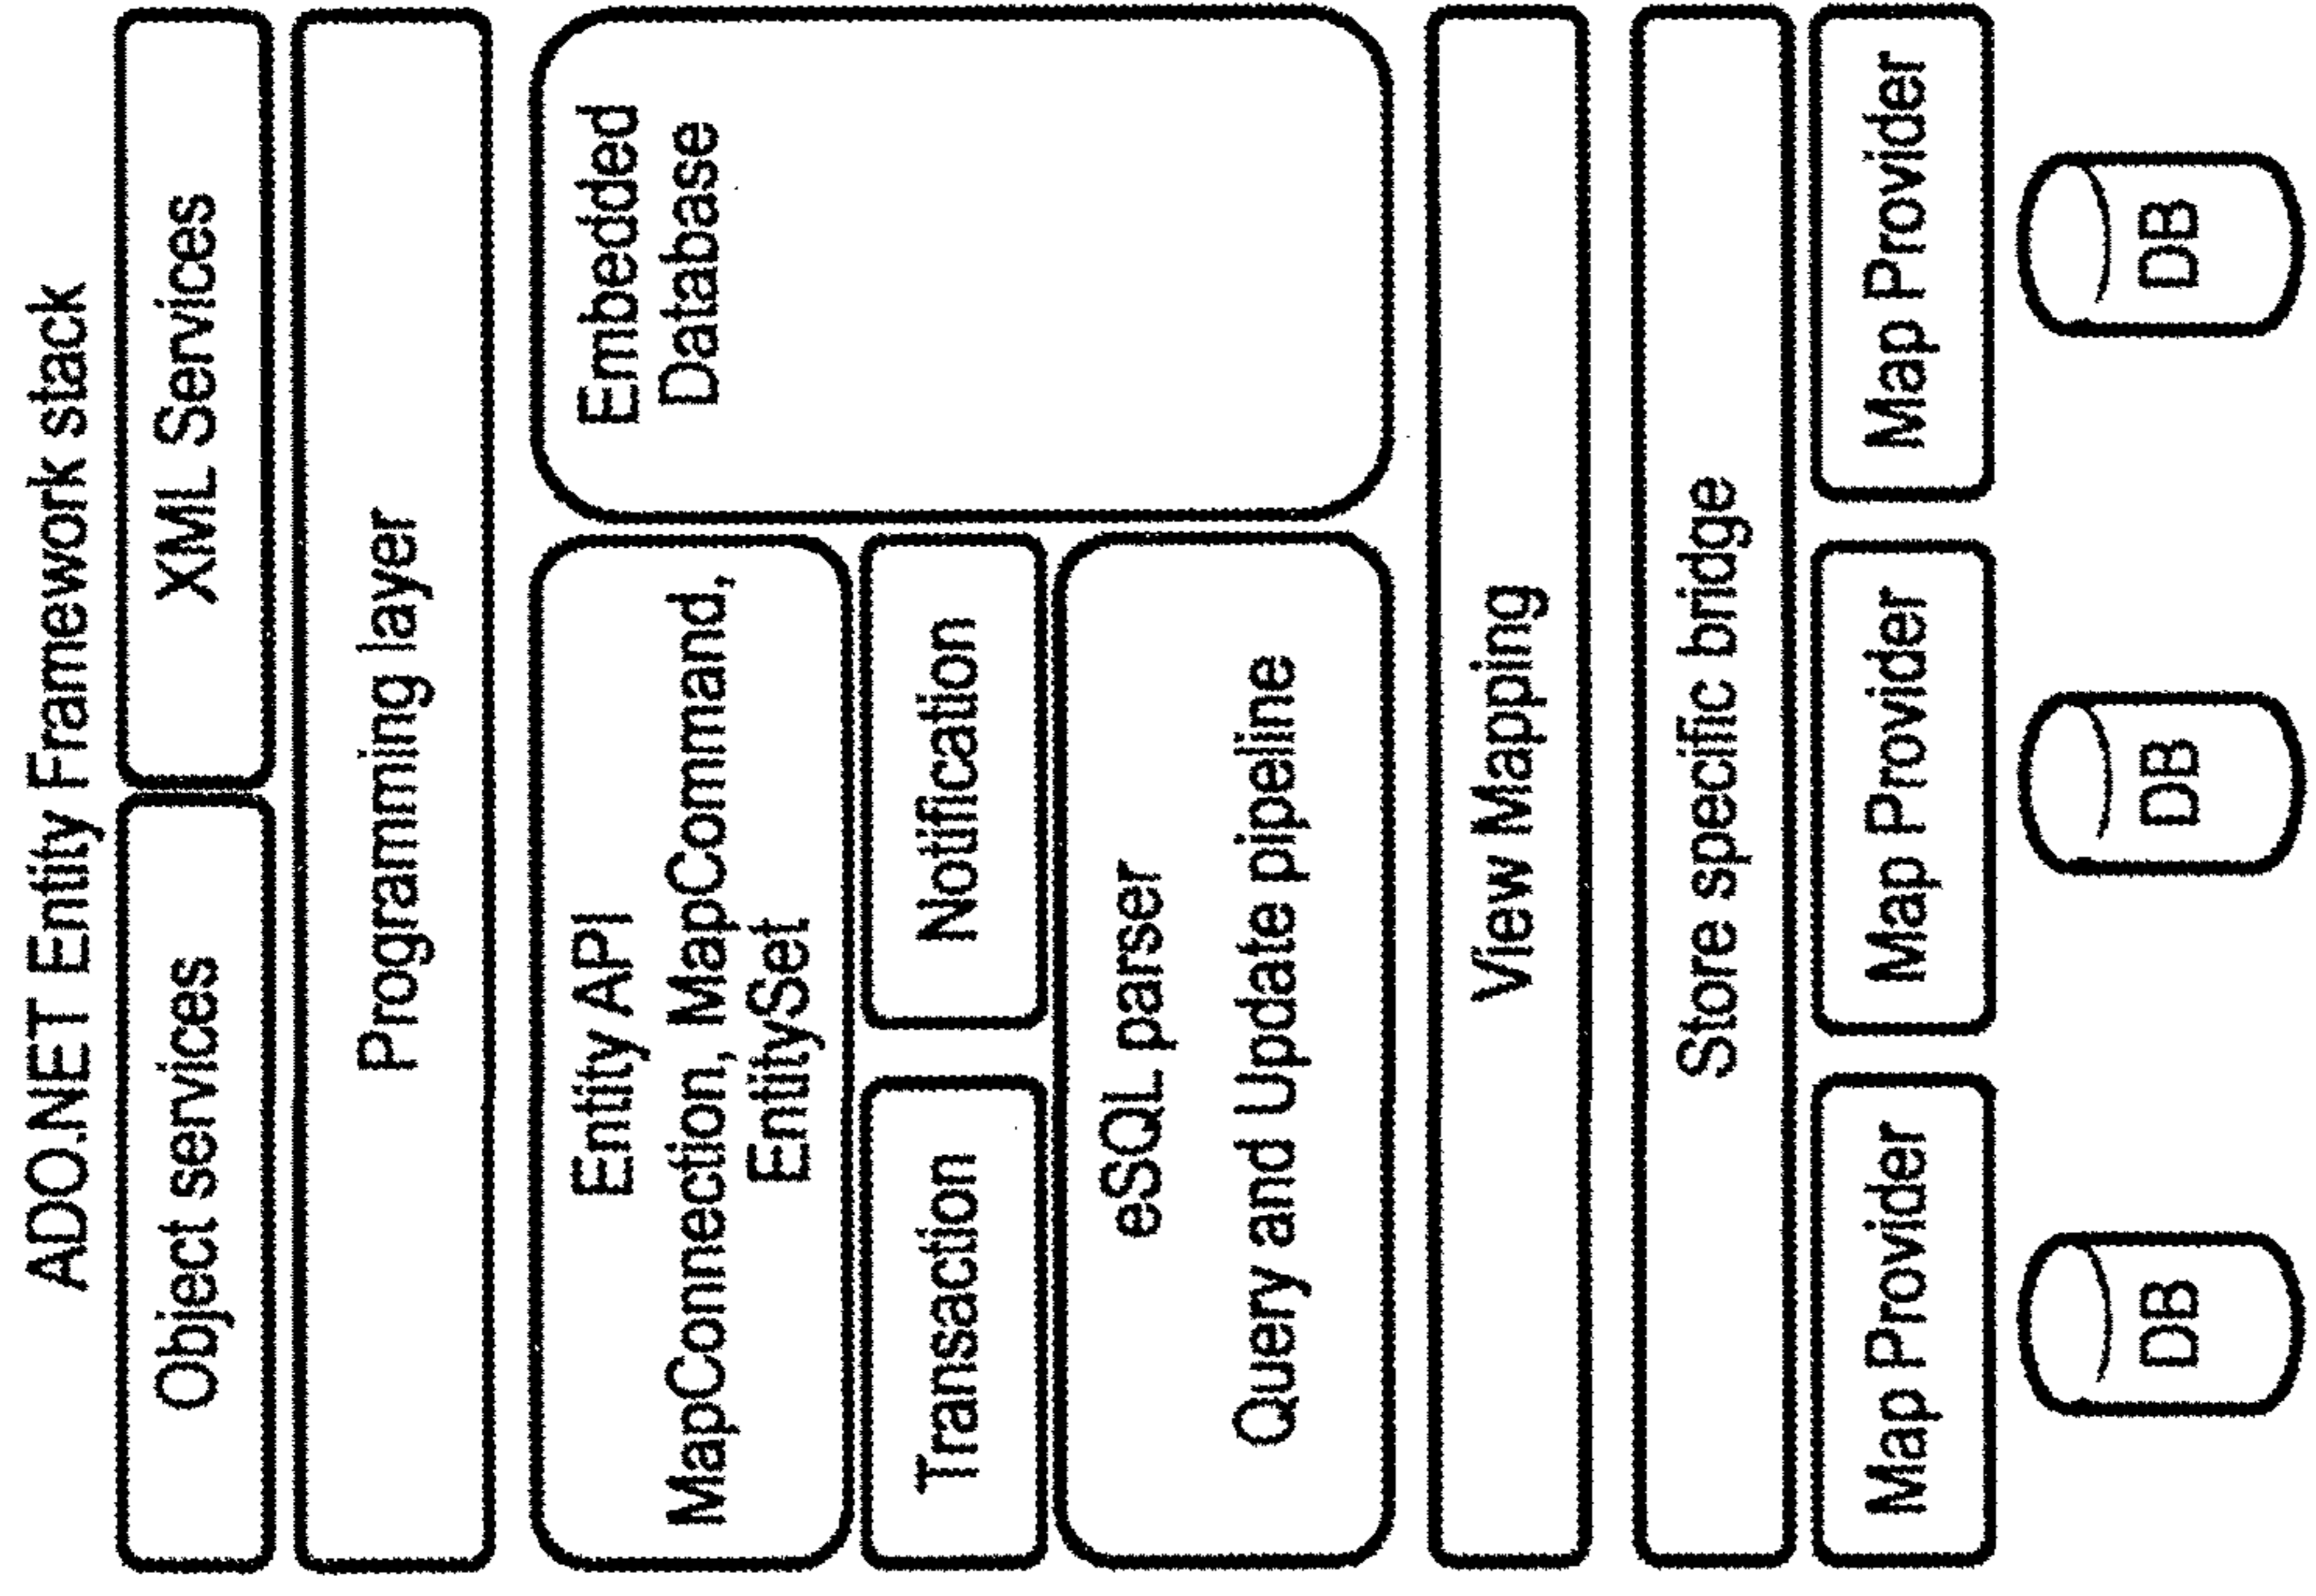 ADO.NET Entity Framework stack
Object services
XML Services
Programming layer
Entity API
MapConnection, MapCommand,
EntitySet
Embedded
Database
Transaction
Notification
eSQL parser
Query and Update pipeline
View Mapping
Store specific bridge
Map Provider
Map Provider
Map Provider
DB
DB
DB